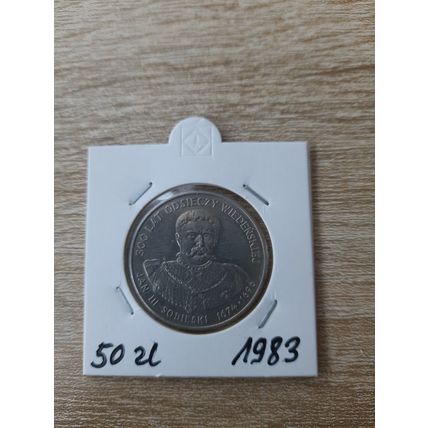 300 LAT ODSIECZY WIEDEŃSKIEJ
JAN III SOBIESKI 1674-1696
50 zł 1983